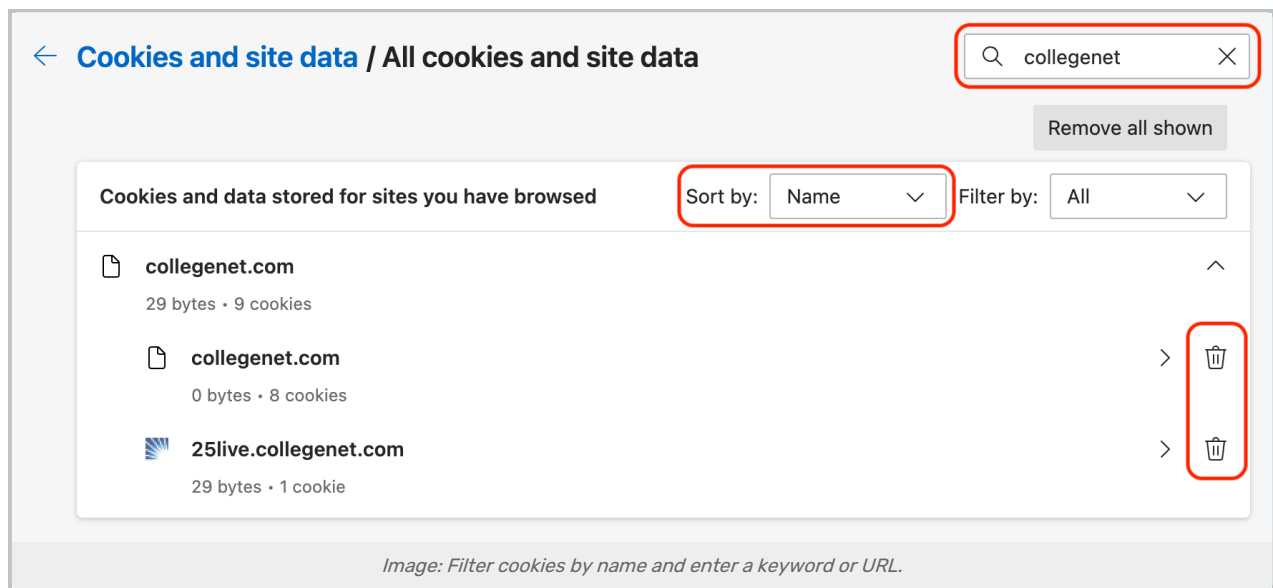 Cookies and site data / All cookies and site data
collegenet
Remove all shown
Cookies and data stored for sites you have browsed
Sort by: Name
Filter by: All
collegenet.com
29 bytes • 9 cookies
collegenet.com
0 bytes • 8 cookies
25live.collegenet.com
29 bytes • 1 cookie
Image: Filter cookies by name and enter a keyword or URL.